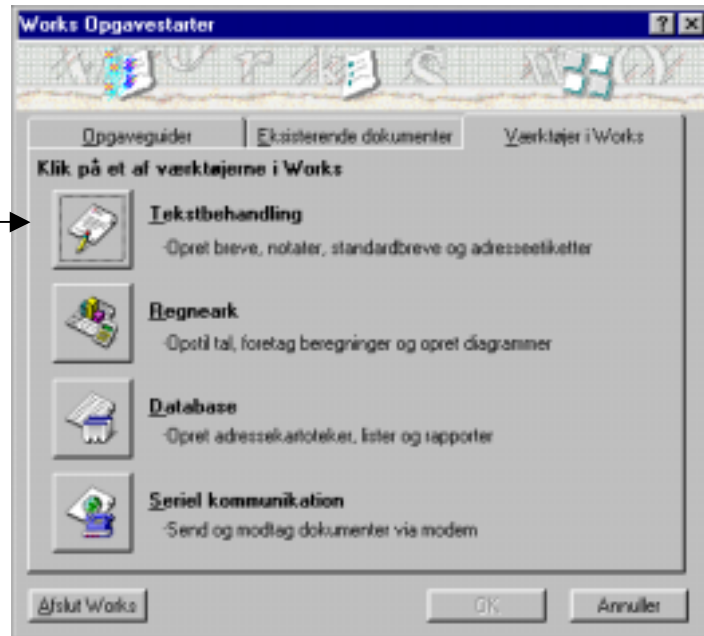 Works Opgavestarter
Opgaveguider Eksisterende dokumenter Værktøjer i Works
Klik på et af værktøjerne i Works
Tekstbehandling
·Opret breve, notater, standardbreve og adresseetiketter
Regneark
·Opstil tal, foretag beregninger og opret diagrammer
Database
·Opret adressekartoteker, lister og rapporter
Seriel kommunikation
·Send og modtag dokumenter via modem
Afslut Works OK Annuller